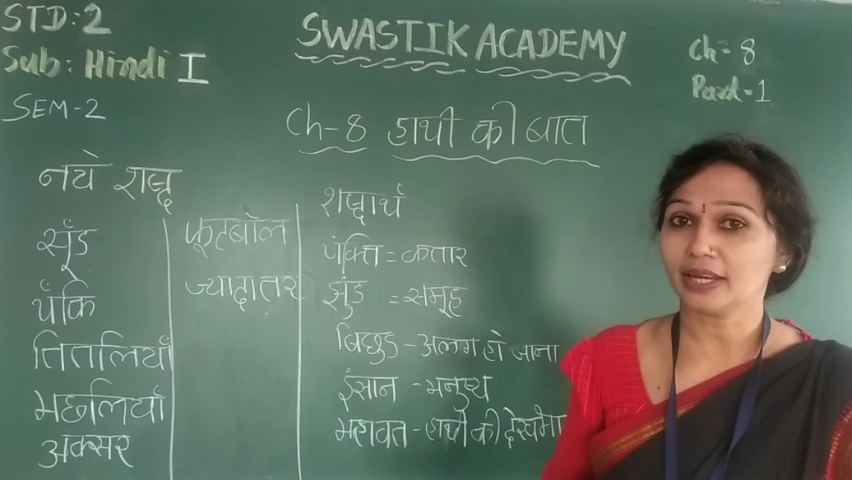 STD: 2
Sub: Hindi I
SEM-2
SWASTIK ACADEMY
Ch- 8
Part-1
Ch-8 हाथी की बात
नये शब्द
सूँड
पँक्ति
तितलियाँ
मछलियाँ
अक्सर
फूटबोल
ज्यादातर
शब्दार्थ
पंक्ति = कतार
झुंड = समूह
बिछुड - अलग हो जाना
इंसान - मनुष्य
महावत - हाथी की